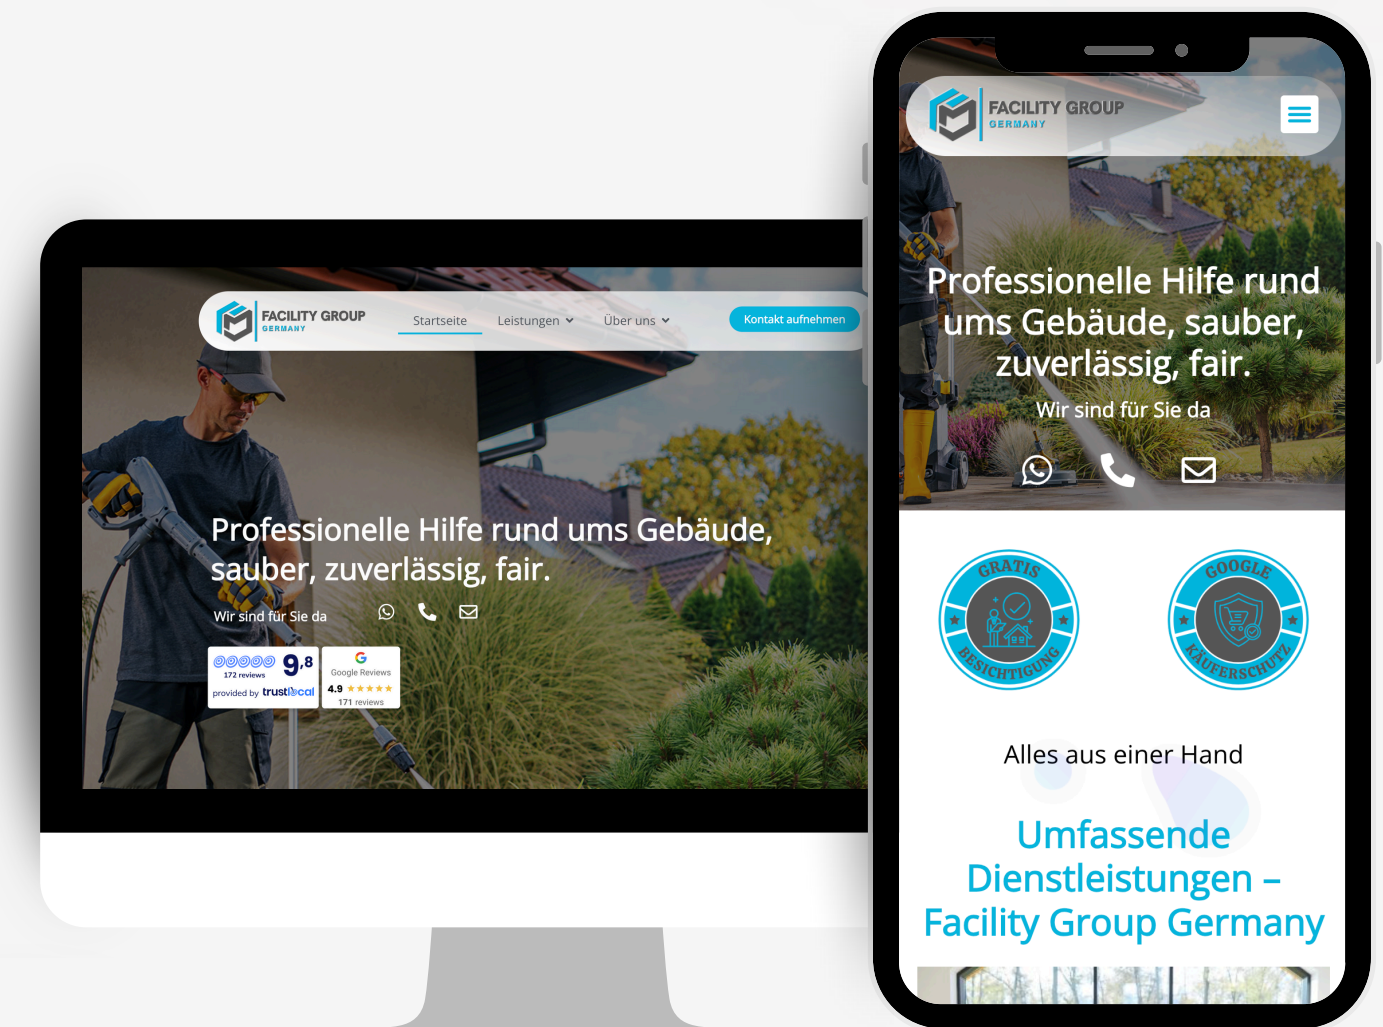 FACILITY GROUP
GERMANY
Startseite
Leistungen
Über uns
Kontakt aufnehmen
Professionelle Hilfe rund ums Gebäude,
sauber, zuverlässig, fair.
Wir sind für Sie da
9,8
172 reviews
provided by trustlocal
Google Reviews
4.9
171 reviews
FACILITY GROUP
GERMANY
Professionelle Hilfe rund
ums Gebäude, sauber,
zuverlässig, fair.
Wir sind für Sie da
GRATIS
BESICHTIGUNG
GOOGLE
KÄUFERSCHUTZ
Alles aus einer Hand
Umfassende
Dienstleistungen –
Facility Group Germany